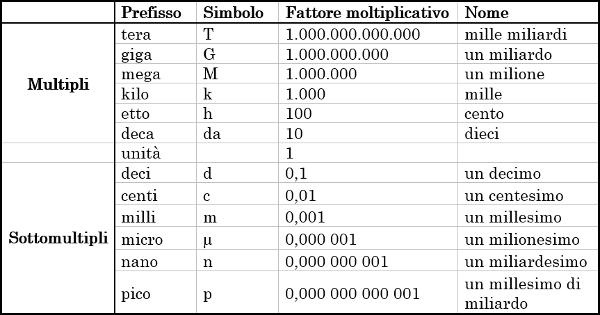 Prefisso Simbolo Fattore moltiplicativo Nome
Multipli
tera T 1.000.000.000.000 mille miliardi
giga G 1.000.000.000 un miliardo
mega M 1.000.000 un milione
kilo k 1.000 mille
etto h 100 cento
deca da 10 dieci
unità 1
Sottomultipli
deci d 0,1 un decimo
centi c 0,01 un centesimo
milli m 0,001 un millesimo
micro µ 0,000 001 un milionesimo
nano n 0,000 000 001 un miliardesimo
pico p 0,000 000 000 001 un millesimo di
miliardo